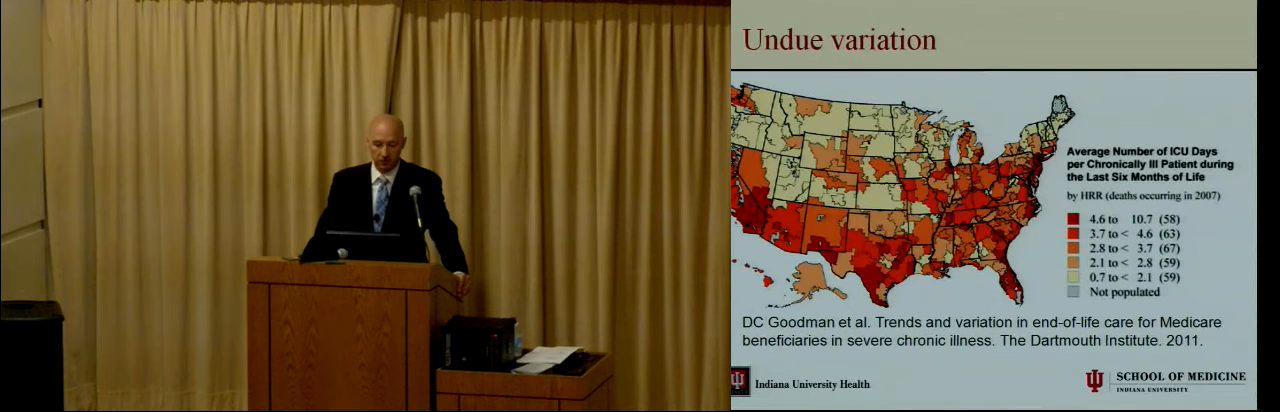 Undue variation
Average Number of ICU Days
per Chronically Ill Patient during
the Last Six Months of Life
by HRR (deaths occurring in 2007)
4.6 to 10.7 (58)
3.7 to < 4.6 (63)
2.8 to < 3.7 (67)
2.1 to < 2.8 (59)
0.7 to < 2.1 (59)
Not populated
DC Goodman et al. Trends and variation in end-of-life care for Medicare
beneficiaries in severe chronic illness. The Dartmouth Institute. 2011.
Indiana University Health
SCHOOL OF MEDICINE
INDIANA UNIVERSITY